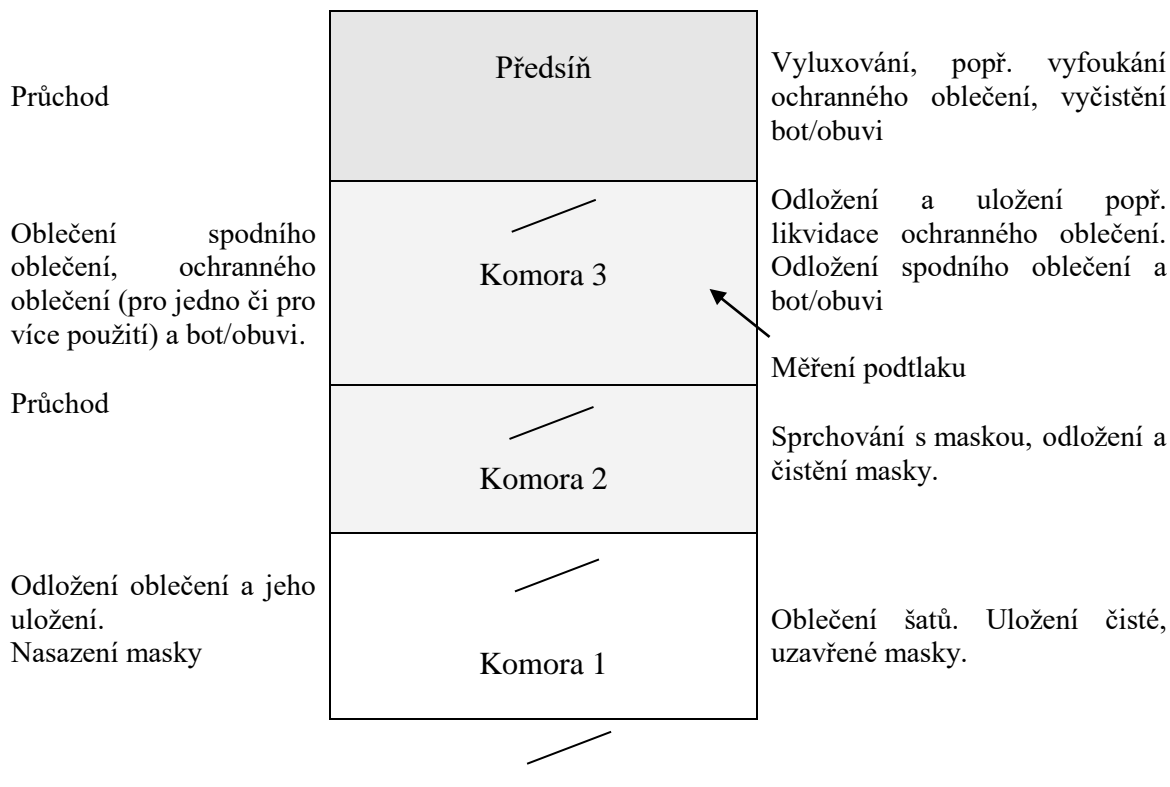 Předsíň
Průchod
Vyluxování, popř. vyfoukání
ochranného oblečení, vyčistění
bot/obuvi
Oblečení spodního
oblečení, ochranného
oblečení (pro jedno či pro
více použití) a bot/obuvi.
Komora 3
Odložení a uložení popř.
likvidace ochranného oblečení.
Odložení spodního oblečení a
bot/obuvi
Měření podtlaku
Průchod
Komora 2
Sprchování s maskou, odložení a
čistění masky.
Odložení oblečení a jeho
uložení.
Nasazení masky
Komora 1
Oblečení šatů. Uložení čisté,
uzavřené masky.